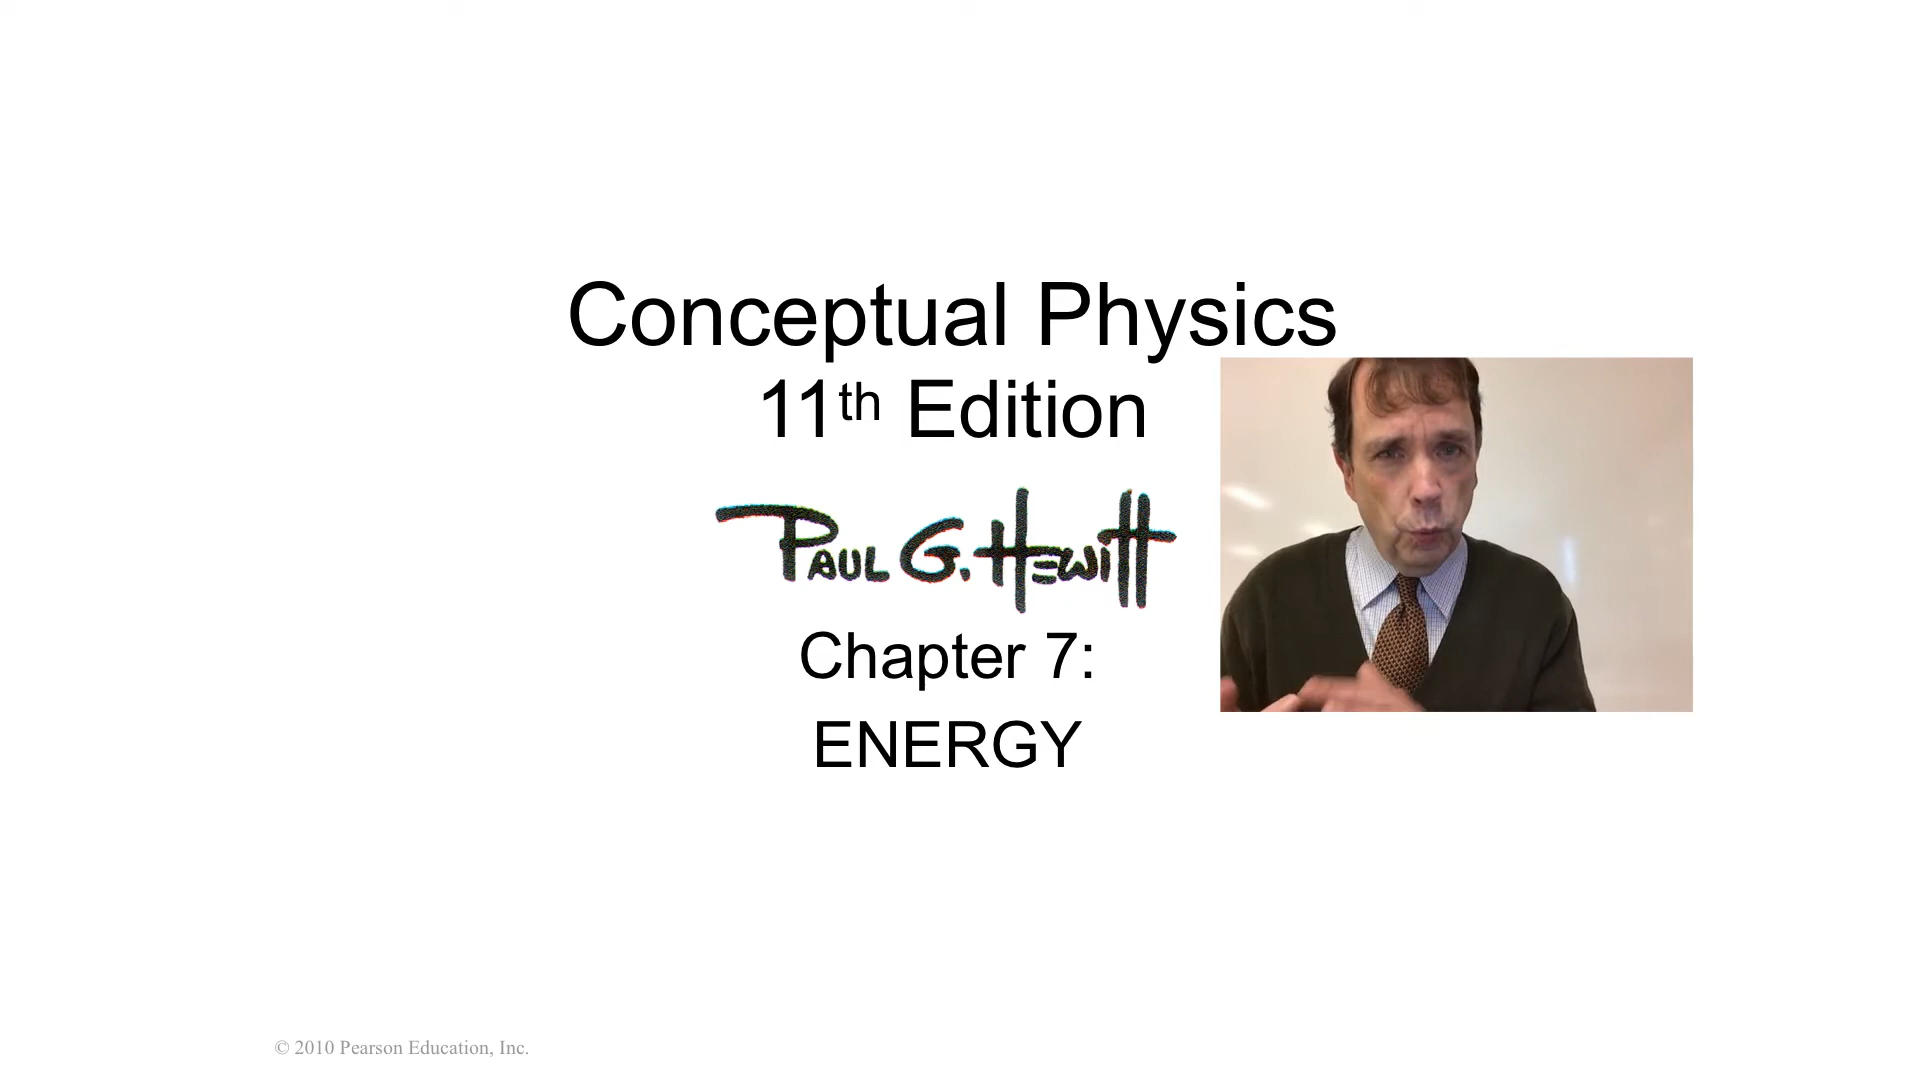 Conceptual Physics
11th Edition
PAUL G. HEWITT
Chapter 7:
ENERGY
© 2010 Pearson Education, Inc.